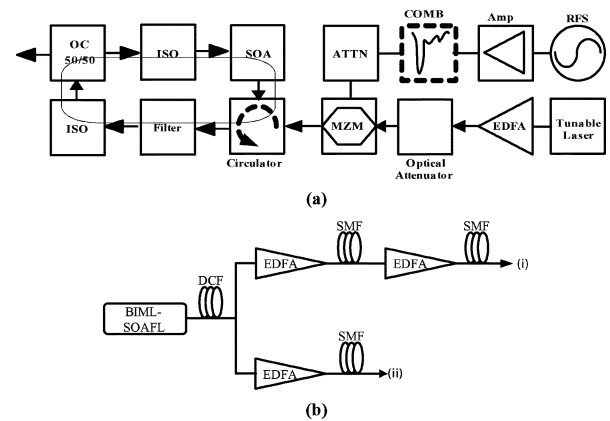 COMB
Amp
RFS
OC
50/50
ISO
SOA
ATTN
ISO
Filter
Circulator
MZM
Optical
Attenuator
EDFA
Tunable
Laser
(a)
SMF
SMF
EDFA
EDFA
(i)
DCF
BIML-
SOAFL
SMF
EDFA
(ii)
(b)